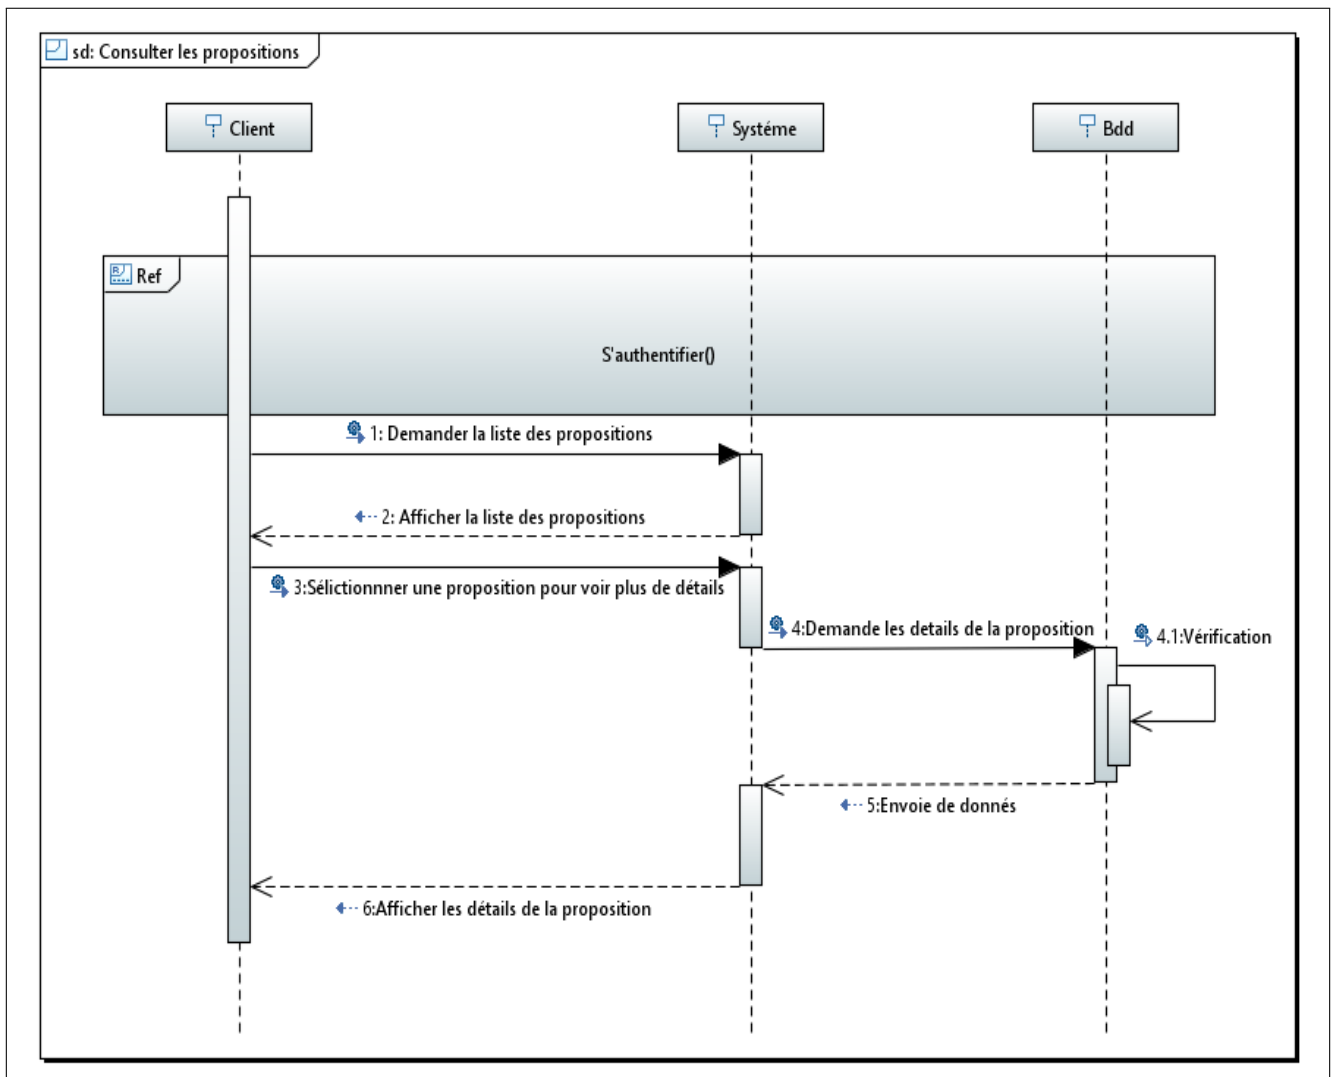 sd: Consulter les propositions
Client
Systéme
Bdd
Ref
S'authentifier()
1: Demander la liste des propositions
2: Afficher la liste des propositions
3:Sélictionnner une proposition pour voir plus de détails
4:Demande les details de la proposition
4.1:Vérification
5:Envoie de donnés
6:Afficher les détails de la proposition